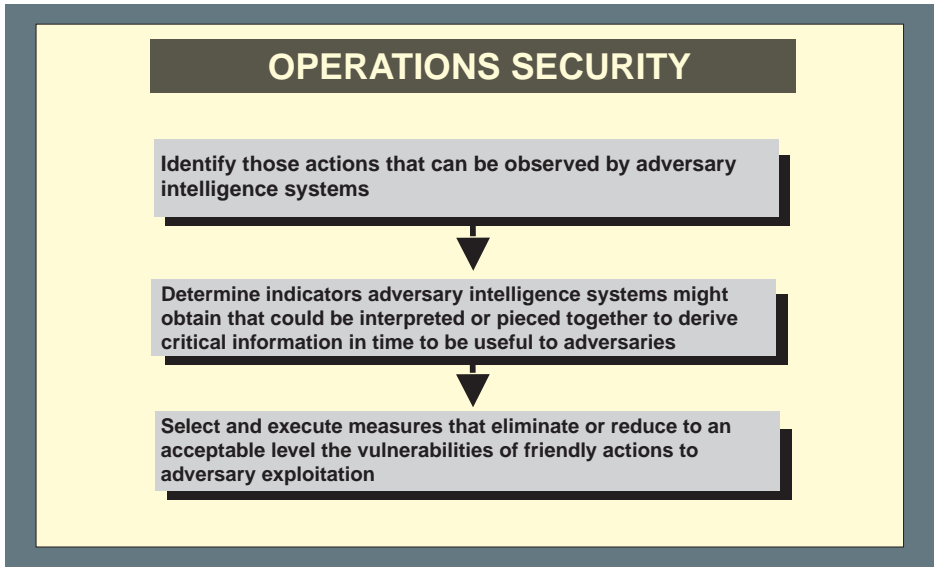 OPERATIONS SECURITY
Identify those actions that can be observed by adversary
intelligence systems
Determine indicators adversary intelligence systems might
obtain that could be interpreted or pieced together to derive
critical information in time to be useful to adversaries
Select and execute measures that eliminate or reduce to an
acceptable level the vulnerabilities of friendly actions to
adversary exploitation